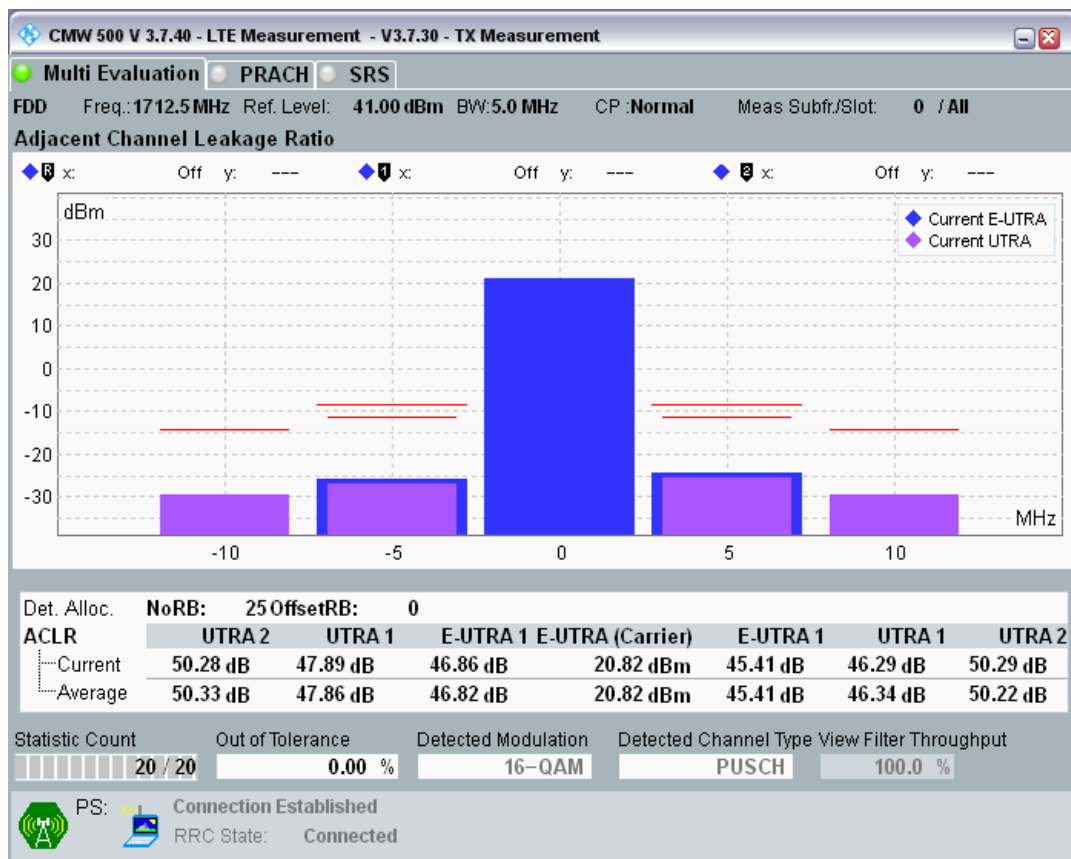 CMW 500 V 3.7.40 - LTE Measurement - V3.7.30 - TX Measurement
Multi Evaluation PRACH SRS
FDD Freq.:1712.5 MHz Ref. Level: 41.00 dBm BW:5.0 MHz CP :Normal Meas Subfr./Slot: 0 / All
Adjacent Channel Leakage Ratio
R x: Off y: --- 1 x: Off y: --- 2 x: Off y: ---
dBm
Current E-UTRA
Current UTRA
30
20
10
0
-10
-20
-30
MHz
-10 -5 0 5 10
Det. Alloc. NoRB: 25 OffsetRB: 0
ACLR UTRA 2 UTRA 1 E-UTRA 1 E-UTRA (Carrier) E-UTRA 1 UTRA 1 UTRA 2
Current 50.28 dB 47.89 dB 46.86 dB 20.82 dBm 45.41 dB 46.29 dB 50.29 dB
Average 50.33 dB 47.86 dB 46.82 dB 20.82 dBm 45.41 dB 46.34 dB 50.22 dB
Statistic Count Out of Tolerance Detected Modulation Detected Channel Type View Filter Throughput
20 / 20 0.00 % 16-QAM PUSCH 100.0 %
PS: Connection Established
RRC State: Connected